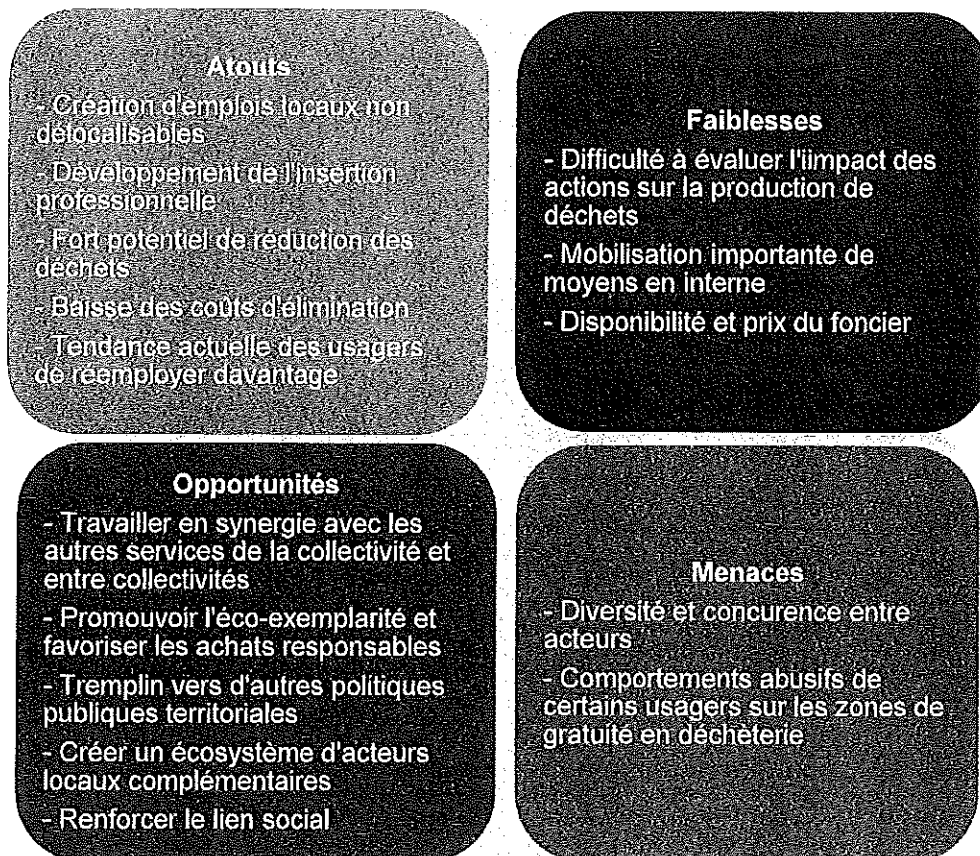 Atouts
- Création d'emplois locaux non
délocalisables
- Développement de l'insertion
professionnelle
- Fort potentiel de réduction des
déchets
- Baisse des coûts d'élimination
- Tendance actuelle des usagers
de réemployer davantage
Faiblesses
- Difficulté à évaluer l'iimpact des
actions sur la production de
déchets
- Mobilisation importante de
moyens en interne
- Disponibilité et prix du foncier
Opportunités
- Travailler en synergie avec les
autres services de la collectivité et
entre collectivités
- Promouvoir l'éco-exemplarité et
favoriser les achats responsables
- Tremplin vers d'autres politiques
publiques territoriales
- Créer un écosystème d'acteurs
locaux complémentaires
- Renforcer le lien social
Menaces
- Diversité et concurence entre
acteurs
- Comportements abusifs de
certains usagers sur les zones de
gratuité en déchèterie